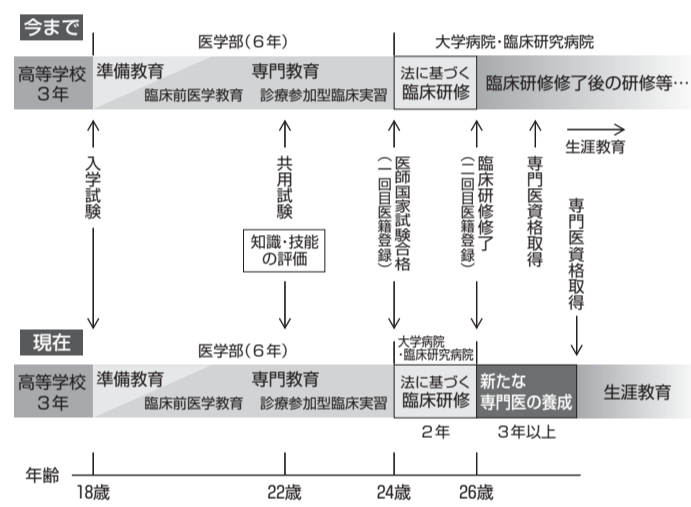 今まで
医学部（6年）
大学病院・臨床研究病院
高等学校
3年
準備教育
臨床前医学教育
専門教育
診療参加型臨床実習
法に基づく
臨床研修
臨床研修修了後の研修等…
生涯教育
入学試験
共用試験
知識・技能
の評価
医師国家試験合格
（一回目医籍登録）
臨床研修修了
（二回目医籍登録）
専門医資格取得
専門医資格取得
現在
医学部（6年）
大学病院
・臨床研究病院
高等学校
3年
準備教育
臨床前医学教育
専門教育
診療参加型臨床実習
法に基づく
臨床研修
新たな
専門医の養成
生涯教育
2年
3年以上
年齢
18歳
22歳
24歳
26歳